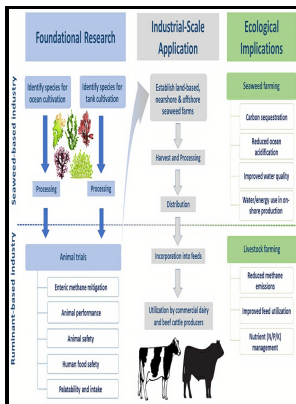 Foundational
Research
Industrial-Scale
Application
Ecological
Implications
Seaweed-based industry
Ruminant-based industry
Identify species for
ocean cultivation
Identify species for
tank cultivation
Processing
Processing
Animal trials
Enteric methane mitigation
Animal performance
Animal safety
Human food safety
Palatability and intake
Establish land-based,
nearshore & offshore
seaweed farms
Harvest and Processing
Distribution
Incorporation into feeds
Utilization by commercial dairy
and beef cattle producers
Seaweed farming
Carbon sequestration
Reduced ocean
acidification
Improved water quality
Water/energy use in on-
shore production
Livestock farming
Reduced methane
emissions
Improved feed utilization
Nutrient (N/P/K)
management